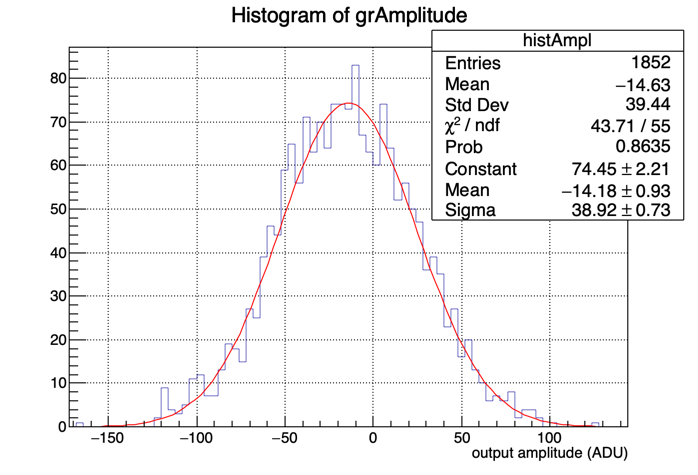 Histogram of grAmplitude
histAmpl
Entries 1852
Mean −14.63
Std Dev 39.44
χ² / ndf 43.71 / 55
Prob 0.8635
Constant 74.45 ± 2.21
Mean −14.18 ± 0.93
Sigma 38.92 ± 0.73
80
70
60
50
40
30
20
10
0
−150 −100 −50 0 50 100
output amplitude (ADU)